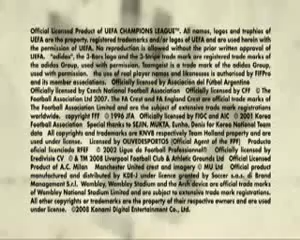 Official Licensed Product of UEFA CHAMPIONS LEAGUE™. All names, logos and trophies of
UEFA are the property, registered trademarks and/or logos of UEFA and are used herein with
the permission of UEFA. No reproduction is allowed without the prior written approval of
UEFA. "adidas", the 3-Bars logo and the 3-Stripe trade mark are registered trade marks of
the adidas Group, used with permission. Teamgeist is a trade mark of the adidas Group,
used with permission. the use of real player names and likenesses is authorised by FIFPro
and its members associations. Officially licensed by Asociación del Fútbol Argentino
Officially licensed by Czech National Football Association Officially licensed by CFF © The
Football Association Ltd 2007. The FA Crest and FA England Crest are official trade marks of
The Football Association Limited and are the subject of extensive trade mark registrations
worldwide. copyright FFF © 1996 JFA Officially licensed by FIGC and AIC © 2001 Korea
Football Association Special thanks to SEON, MUKTA, Sunha, Denis for Korea National Team
data All copyrights and trademarks are KNVB respectively Team Holland property and are
used under license. Licensed by OLIVEDESPORTOS (Official Agent of the FPF) Producto
oficial licenciado RFEF © 2002 Ligue de Football Professionnel® Officially licensed by
Eredivisie CV © & TM 2008 Liverpool Football Club & Athletic Grounds Ltd Official Licensed
Product of A.C. Milan Manchester United crest and imagery © MU Ltd Official product
manufactured and distributed by KDE-J under licence granted by Soccer s.a.s. di Brand
Management S.r.l. Wembley, Wembley Stadium and the Arch device are official trade marks
of Wembley National Stadium Limited and are subject to extensive trade mark registrations.
All other copyrights or trademarks are the property of their respective owners and are used
under license. ©2008 Konami Digital Entertainment Co., Ltd.